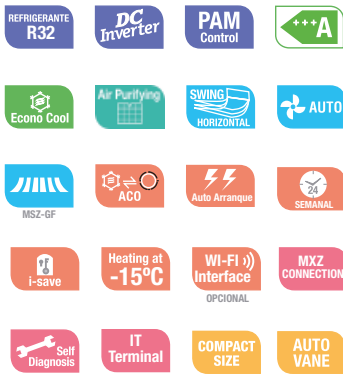 REFRIGERANTE
R32
DC
Inverter
PAM
Control
+++A
Econo Cool
Air Purifying
SWING
HORIZONTAL
AUTO
MSZ-GF
ACO
Auto Arranque
24
SEMANAL
i-save
Heating at
-15ºC
WI-FI
Interface
OPCIONAL
MXZ
CONNECTION
Self
Diagnosis
IT
Terminal
COMPACT
SIZE
AUTO
VANE